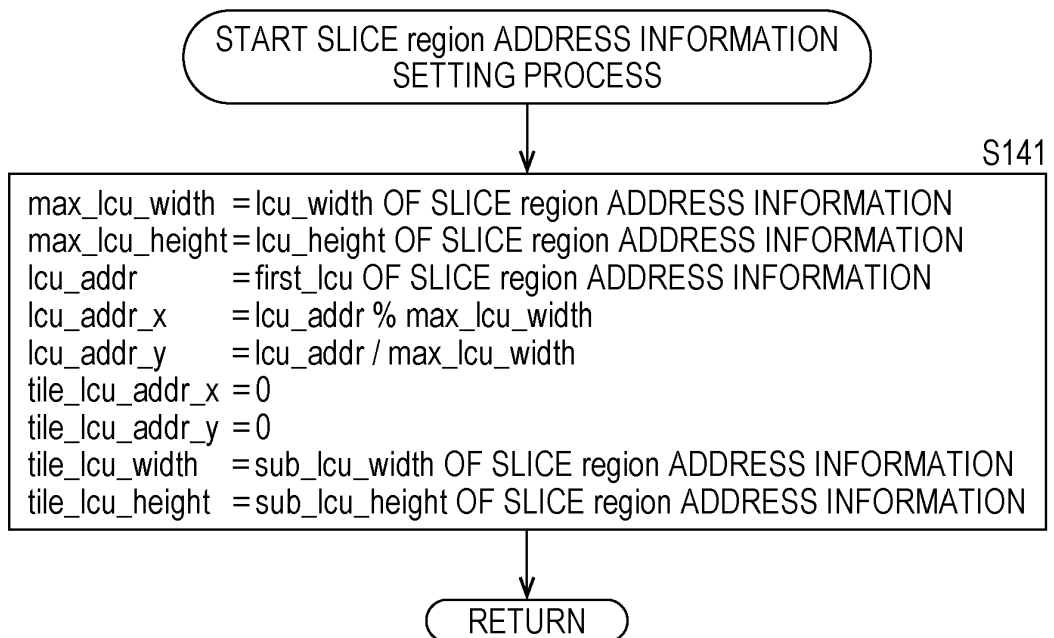 START SLICE region ADDRESS INFORMATION
SETTING PROCESS
S141
max_lcu_width = lcu_width OF SLICE region ADDRESS INFORMATION
max_lcu_height = lcu_height OF SLICE region ADDRESS INFORMATION
lcu_addr = first_lcu OF SLICE region ADDRESS INFORMATION
lcu_addr_x = lcu_addr % max_lcu_width
lcu_addr_y = lcu_addr / max_lcu_width
tile_lcu_addr_x = 0
tile_lcu_addr_y = 0
tile_lcu_width = sub_lcu_width OF SLICE region ADDRESS INFORMATION
tile_lcu_height = sub_lcu_height OF SLICE region ADDRESS INFORMATION
RETURN